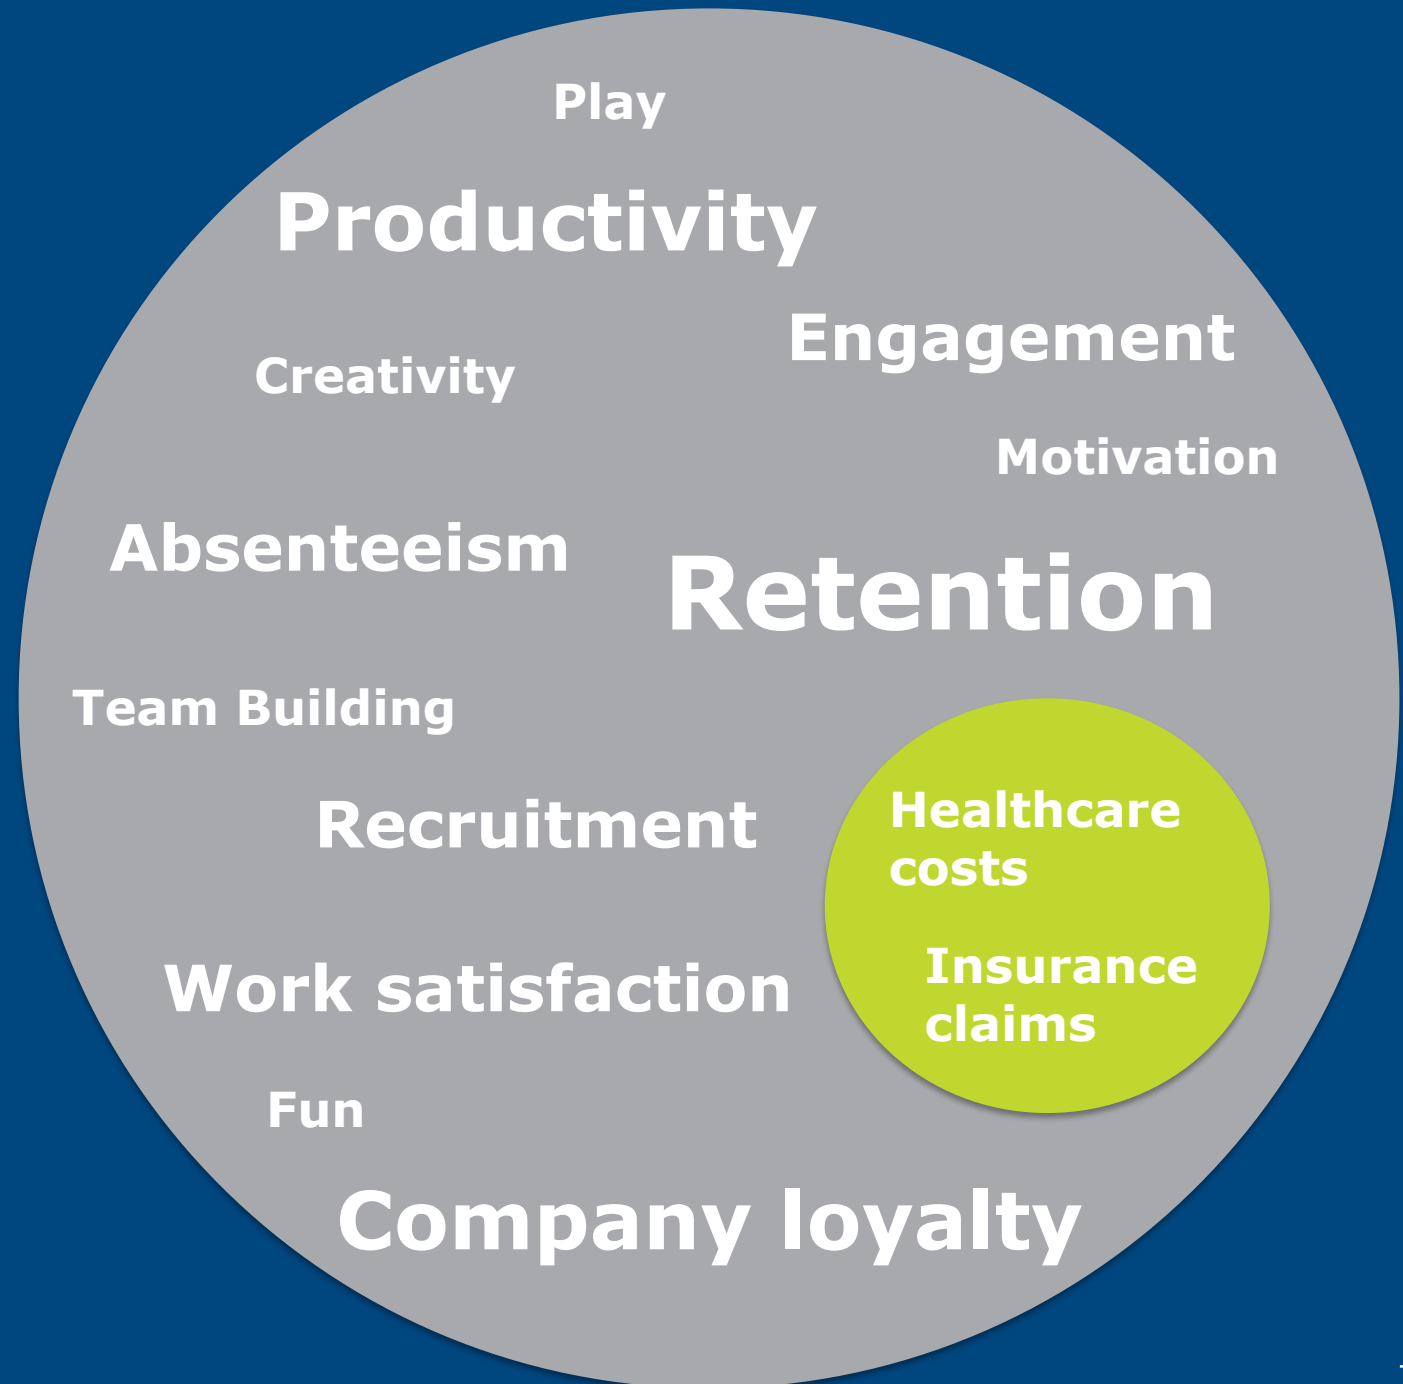 Play
Productivity
Engagement
Creativity
Motivation
Absenteeism
Retention
Team Building
Recruitment
Healthcare
costs
Insurance
claims
Work satisfaction
Fun
Company loyalty